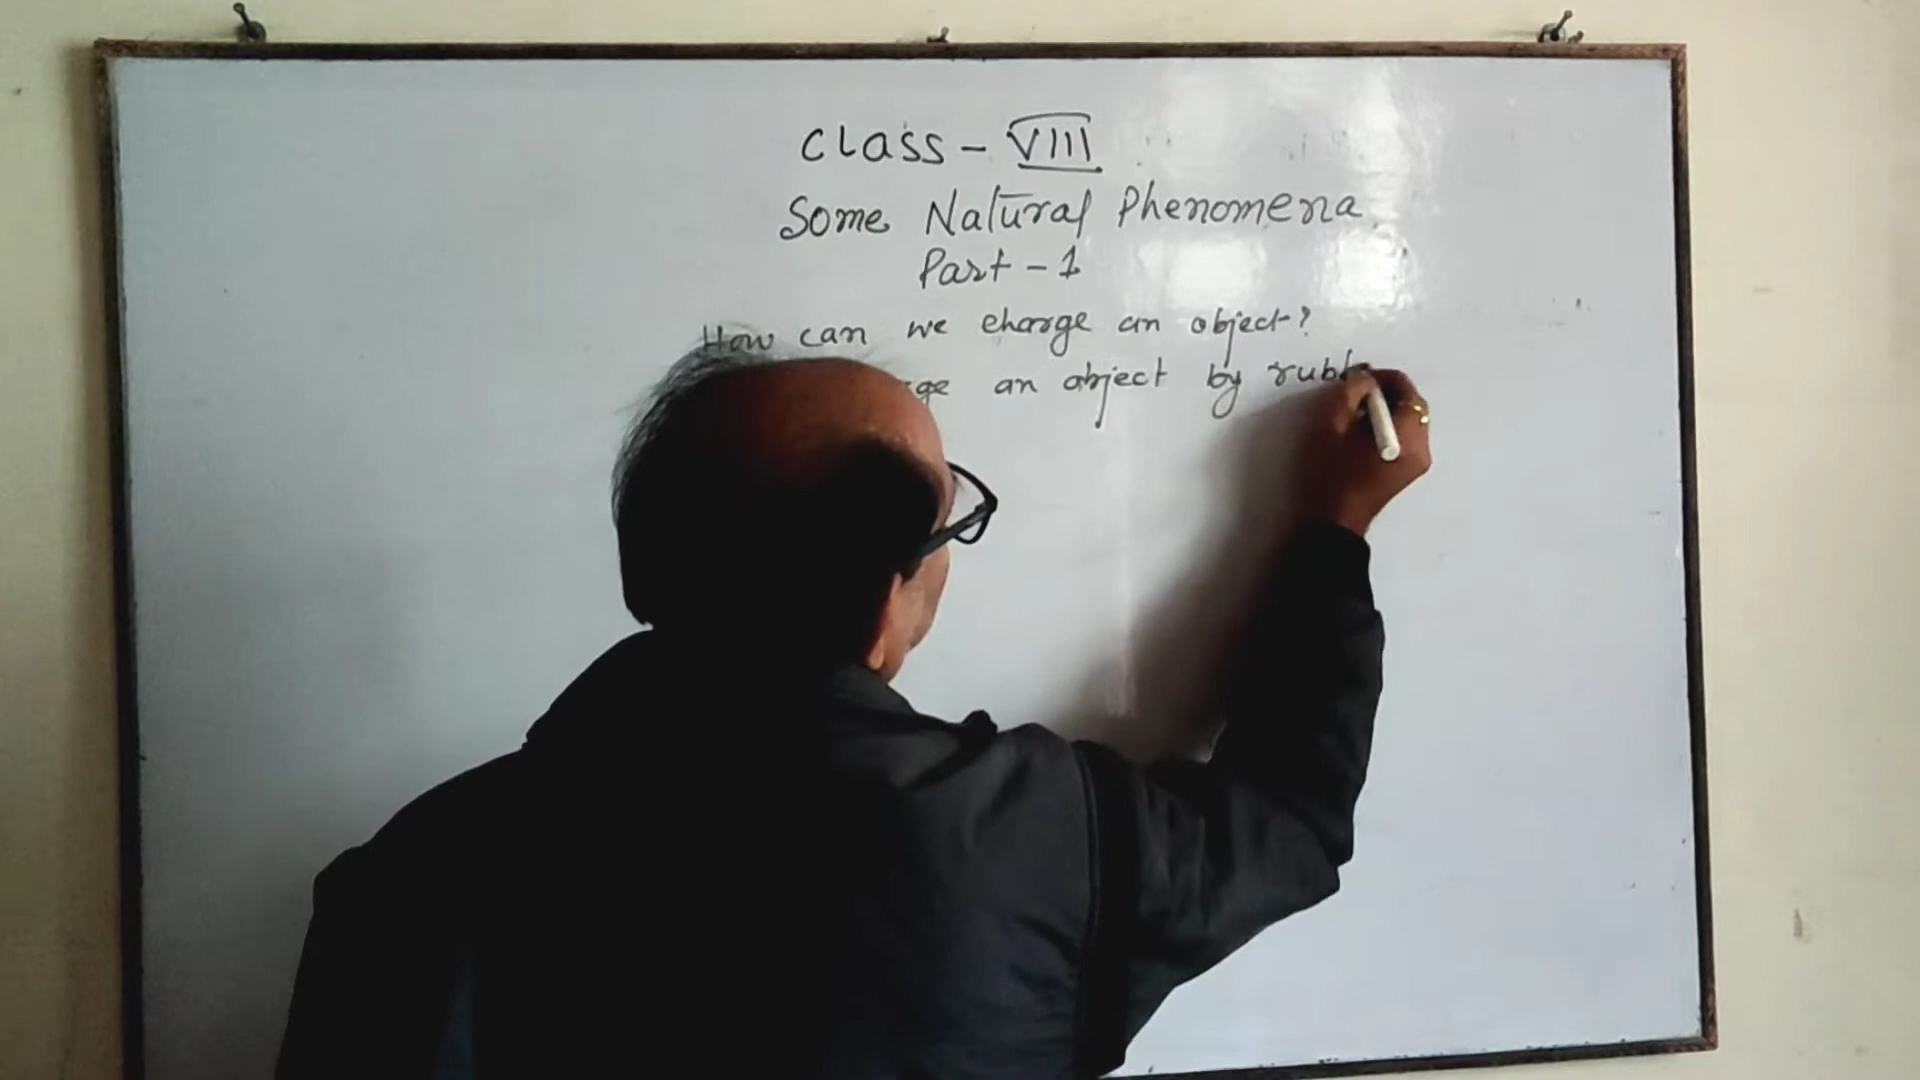 Class - VIII
Some Natural Phenomena
Part - 1
How can we charge an object?
an object by